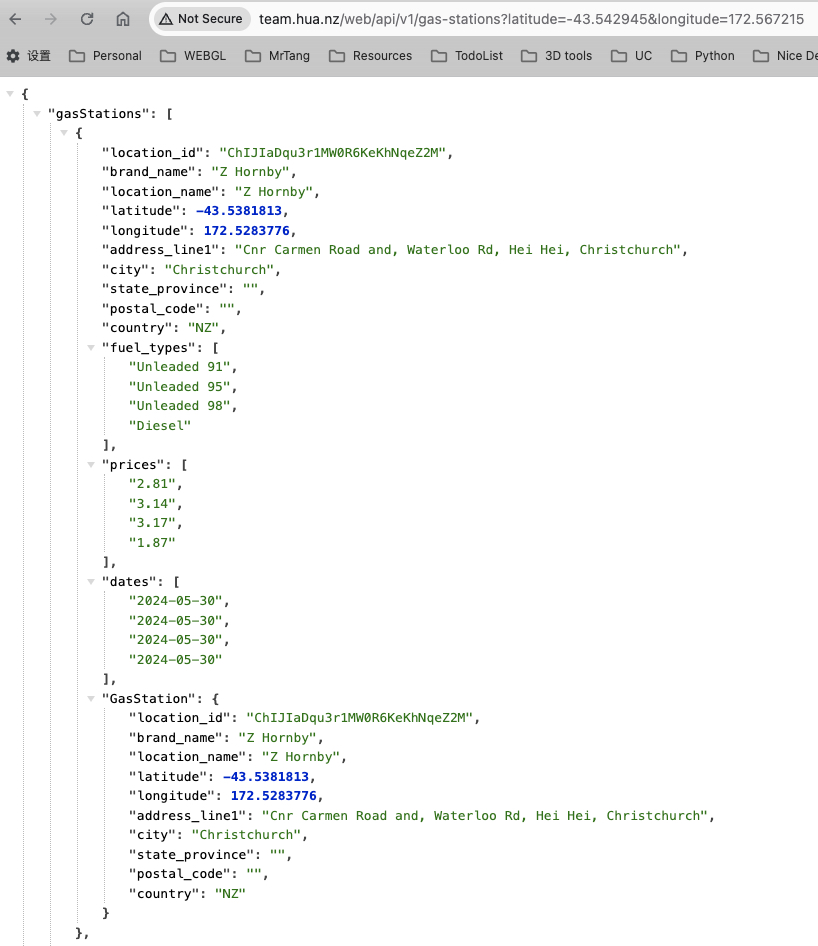 Not Secure team.hua.nz/web/api/v1/gas-stations?latitude=-43.542945&longitude=172.567215
设置 Personal WEBGL MrTang Resources TodoList 3D tools UC Python Nice De
{
"gasStations": [
{
"location_id": "ChIJIaDqu3r1MW0R6KeKhNqeZ2M",
"brand_name": "Z Hornby",
"location_name": "Z Hornby",
"latitude": -43.5381813,
"longitude": 172.5283776,
"address_line1": "Cnr Carmen Road and, Waterloo Rd, Hei Hei, Christchurch",
"city": "Christchurch",
"state_province": "",
"postal_code": "",
"country": "NZ",
"fuel_types": [
"Unleaded 91",
"Unleaded 95",
"Unleaded 98",
"Diesel"
],
"prices": [
"2.81",
"3.14",
"3.17",
"1.87"
],
"dates": [
"2024-05-30",
"2024-05-30",
"2024-05-30",
"2024-05-30"
],
"GasStation": {
"location_id": "ChIJIaDqu3r1MW0R6KeKhNqeZ2M",
"brand_name": "Z Hornby",
"location_name": "Z Hornby",
"latitude": -43.5381813,
"longitude": 172.5283776,
"address_line1": "Cnr Carmen Road and, Waterloo Rd, Hei Hei, Christchurch",
"city": "Christchurch",
"state_province": "",
"postal_code": "",
"country": "NZ"
}
},